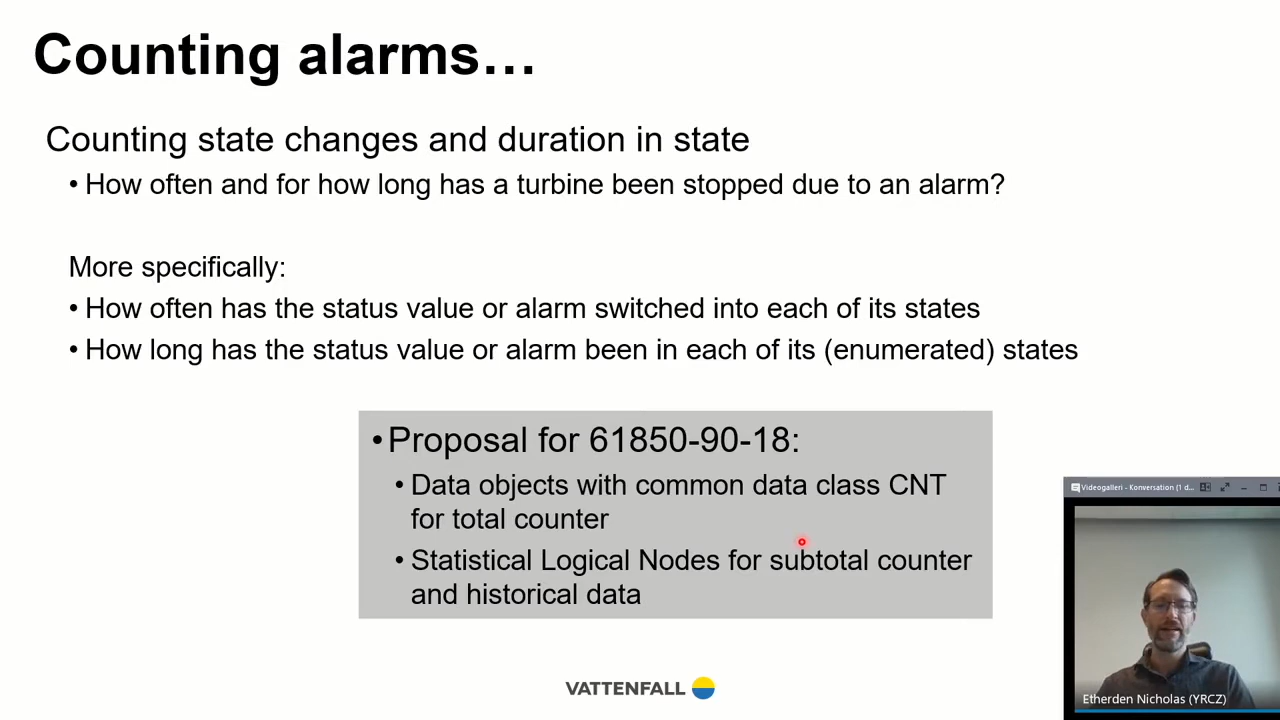 Counting alarms…
Counting state changes and duration in state
• How often and for how long has a turbine been stopped due to an alarm?
More specifically:
• How often has the status value or alarm switched into each of its states
• How long has the status value or alarm been in each of its (enumerated) states
• Proposal for 61850-90-18:
• Data objects with common data class CNT
for total counter
• Statistical Logical Nodes for subtotal counter
and historical data
Videogalleri - Konversation (1 d...
Etherden Nicholas (YRCZ)
VATTENFALL